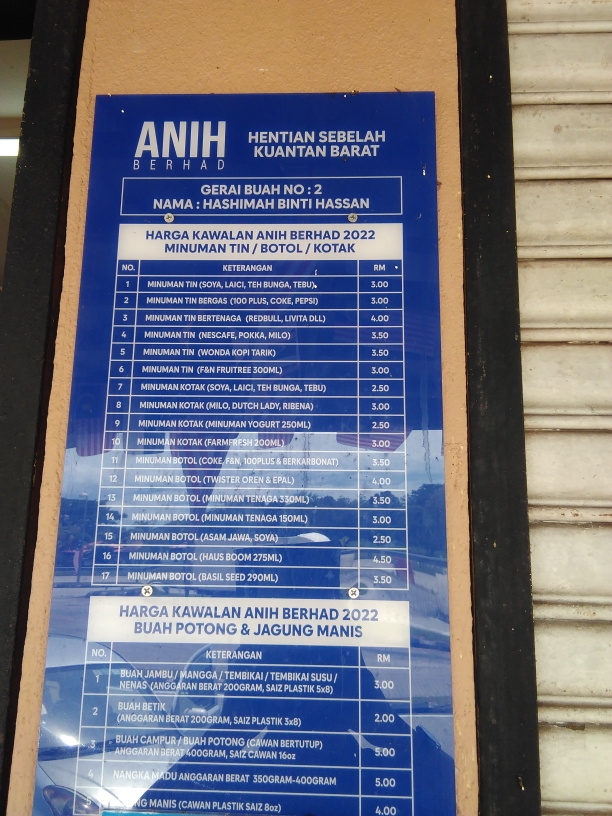 ANIH
BERHAD
HENTIAN SEBELAH
KUANTAN BARAT
GERAI BUAH NO : 2
NAMA : HASHIMAH BINTI HASSAN
HARGA KAWALAN ANIH BERHAD 2022
MINUMAN TIN / BOTOL / KOTAK
NO. KETERANGAN RM
1 MINUMAN TIN (SOYA, LAICI, TEH BUNGA, TEBU) 3.00
2 MINUMAN TIN BERGAS (100 PLUS, COKE, PEPSI) 3.00
3 MINUMAN TIN BERTENAGA (REDBULL, LIVITA DLL) 4.00
4 MINUMAN TIN (NESCAFE, POKKA, MILO) 3.50
5 MINUMAN TIN (WONDA KOPI TARIK) 3.50
6 MINUMAN TIN (F&N FRUITREE 300ML) 3.00
7 MINUMAN KOTAK (SOYA, LAICI, TEH BUNGA, TEBU) 2.50
8 MINUMAN KOTAK (MILO, DUTCH LADY, RIBENA) 3.00
9 MINUMAN KOTAK (MINUMAN YOGURT 250ML) 2.50
10 MINUMAN KOTAK (FARMFRESH 200ML) 3.00
11 MINUMAN BOTOL (COKE, F&N, 100PLUS & BERKARBONAT) 3.50
12 MINUMAN BOTOL (TWISTER OREN & EPAL) 4.00
13 MINUMAN BOTOL (MINUMAN TENAGA 330ML) 3.50
14 MINUMAN BOTOL (MINUMAN TENAGA 150ML) 3.00
15 MINUMAN BOTOL (ASAM JAWA, SOYA) 2.50
16 MINUMAN BOTOL (HAUS BOOM 275ML) 4.50
17 MINUMAN BOTOL (BASIL SEED 290ML) 3.50
HARGA KAWALAN ANIH BERHAD 2022
BUAH POTONG & JAGUNG MANIS
NO. KETERANGAN RM
1 BUAH JAMBU / MANGGA / TEMBIKAI / TEMBIKAI SUSU /
NENAS (ANGGARAN BERAT 200GRAM, SAIZ PLASTIK 5x8) 3.00
2 BUAH BETIK
(ANGGARAN BERAT 200GRAM, SAIZ PLASTIK 3x8) 2.00
3 BUAH CAMPUR / BUAH POTONG (CAWAN BERTUTUP)
ANGGARAN BERAT 400GRAM, SAIZ CAWAN 16oz 5.00
4 NANGKA MADU ANGGARAN BERAT 350GRAM-400GRAM 5.00
MANIS (CAWAN PLASTIK SAIZ 8oz) 4.00